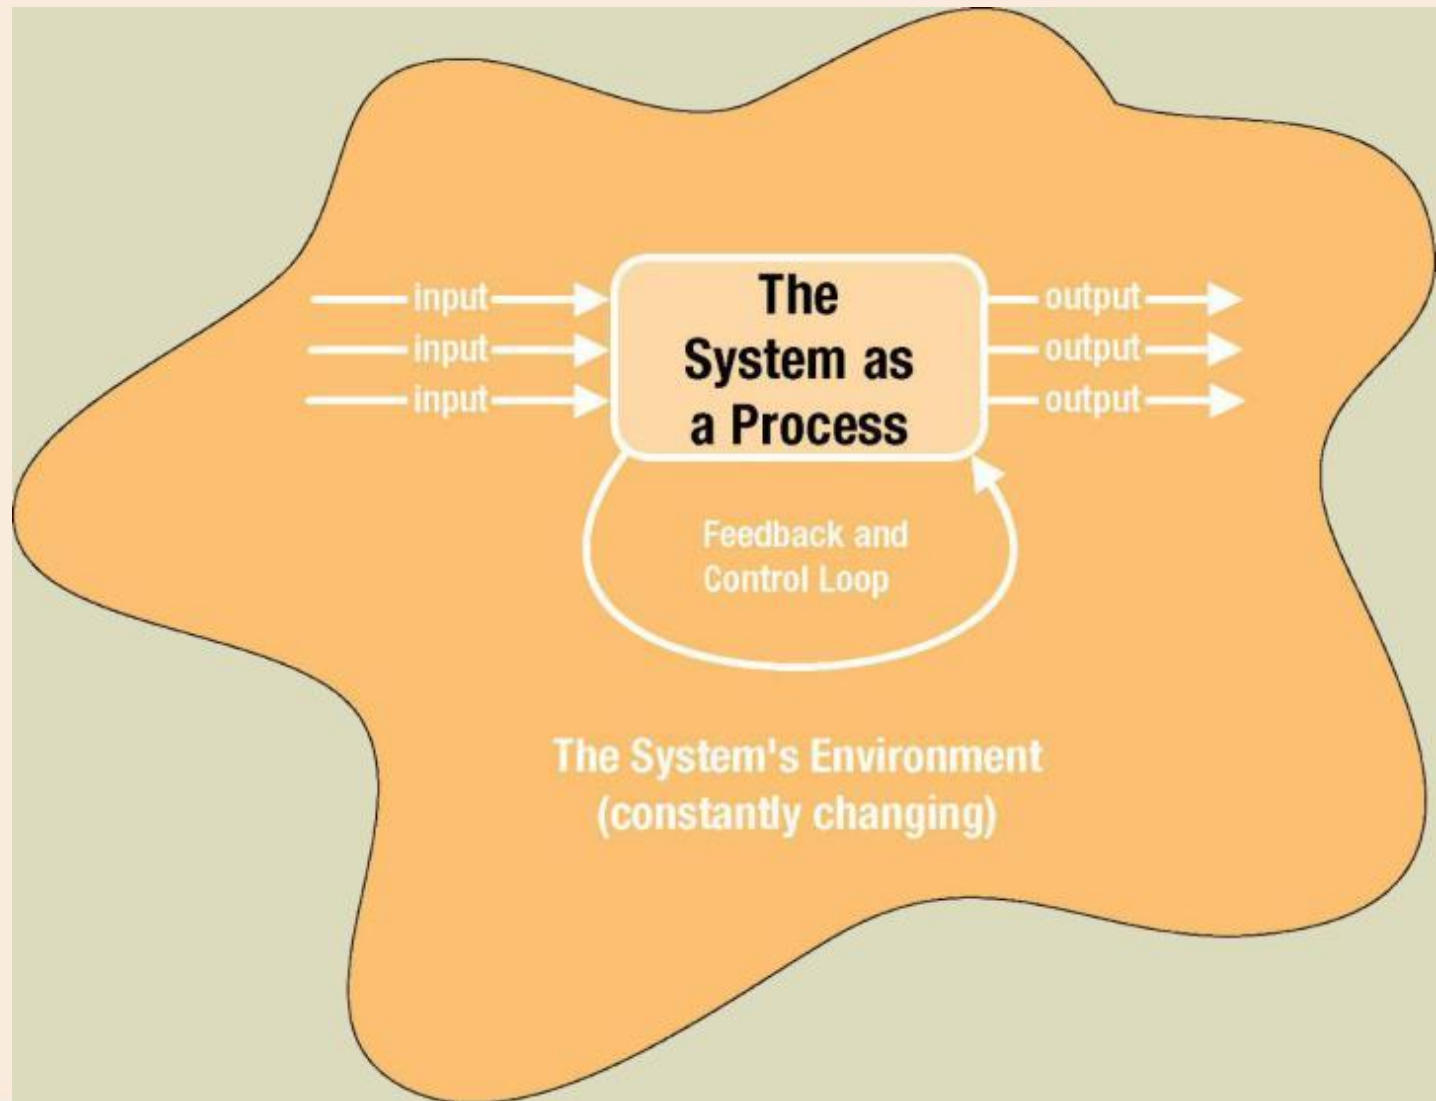 The
System as
a Process
input
input
input
output
output
output
Feedback and
Control Loop
The System's Environment
(constantly changing)